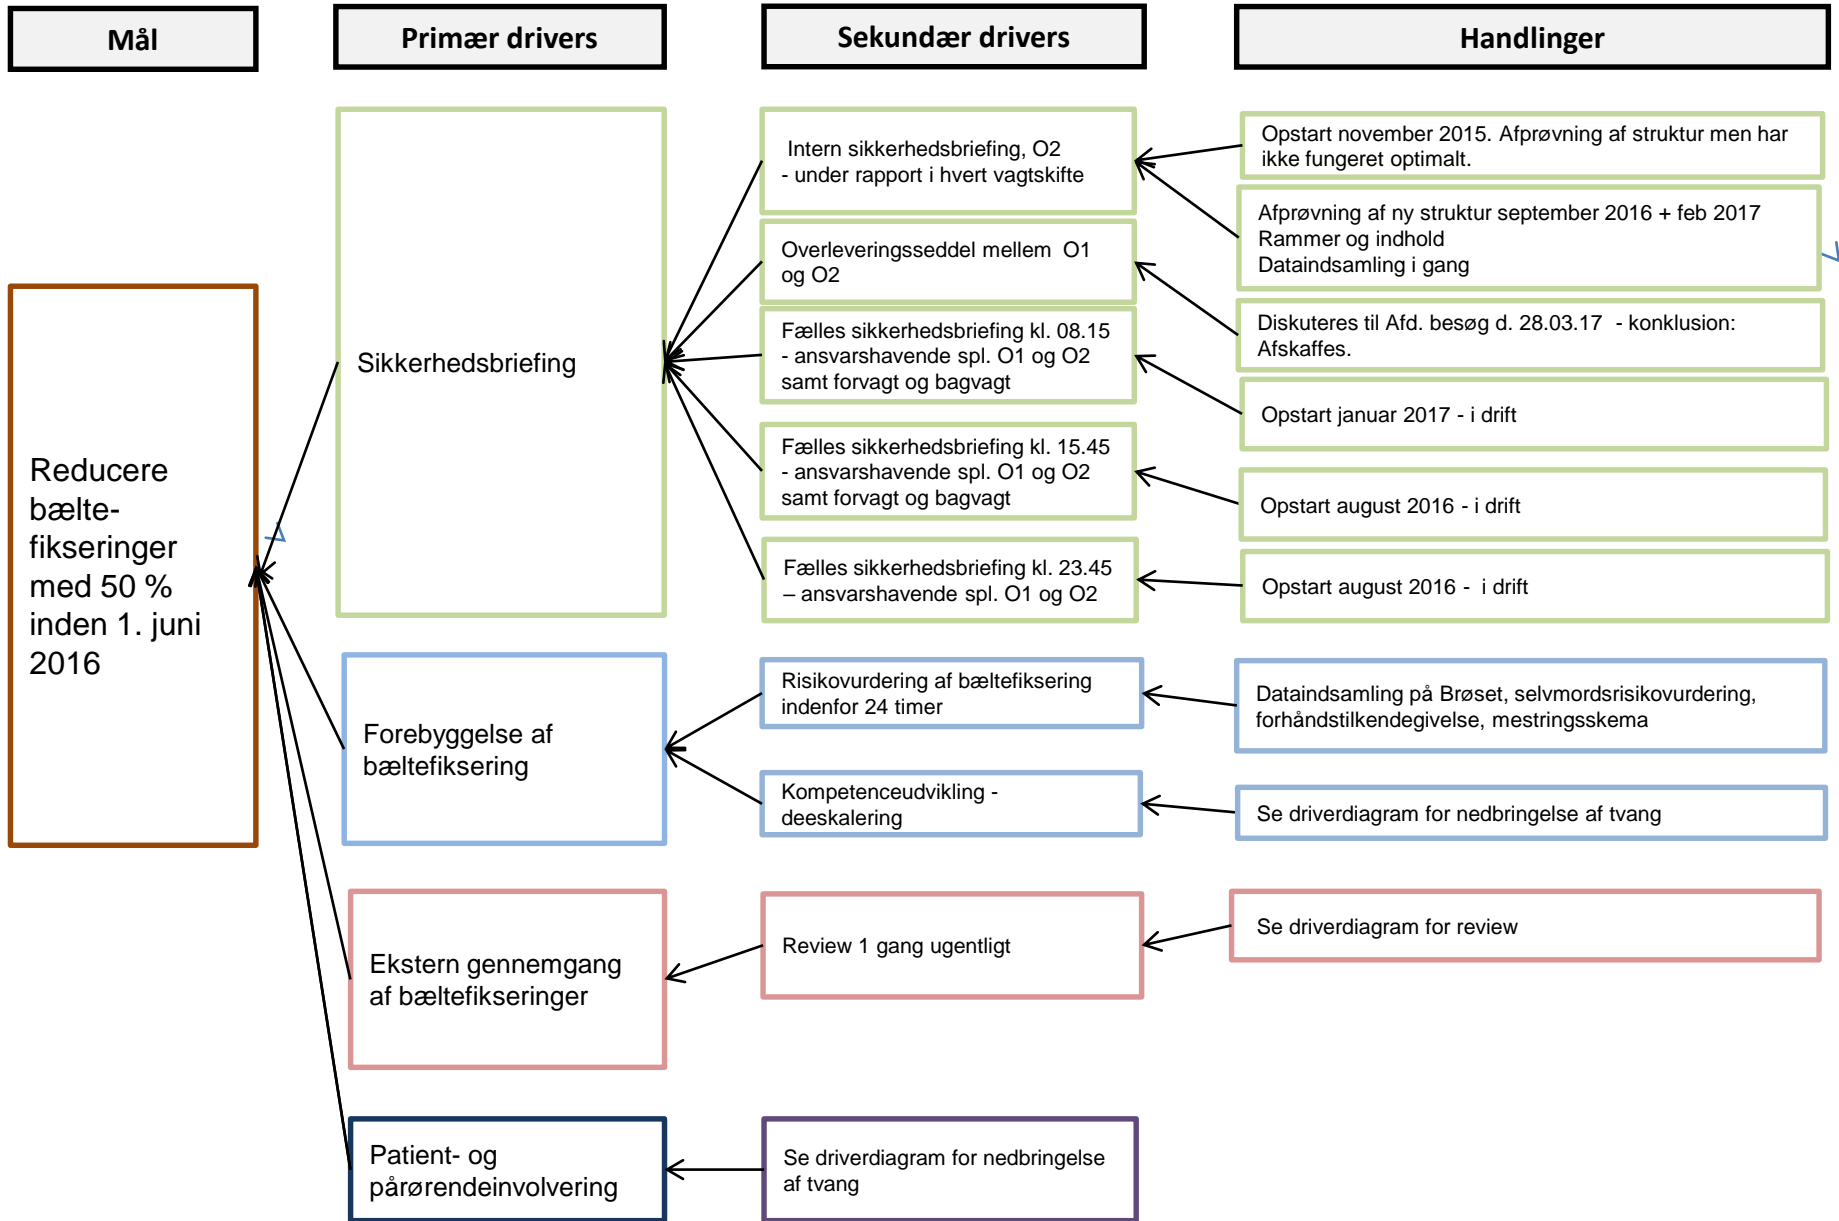 Mål
Primær drivers
Sekundær drivers
Handlinger
Reducere
bælte-
fikseringer
med 50 %
inden 1. juni
2016
Sikkerhedsbriefing
Intern sikkerhedsbriefing, O2
- under rapport i hvert vagtskifte
Opstart november 2015. Afprøvning af struktur men har
ikke fungeret optimalt.
Afprøvning af ny struktur september 2016 + feb 2017
Rammer og indhold
Dataindsamling i gang
Overleveringsseddel mellem O1
og O2
Diskuteres til Afd. besøg d. 28.03.17 - konklusion:
Afskaffes.
Fælles sikkerhedsbriefing kl. 08.15
- ansvarshavende spl. O1 og O2
samt forvagt og bagvagt
Opstart januar 2017 - i drift
Fælles sikkerhedsbriefing kl. 15.45
- ansvarshavende spl. O1 og O2
samt forvagt og bagvagt
Opstart august 2016 - i drift
Fælles sikkerhedsbriefing kl. 23.45
– ansvarshavende spl. O1 og O2
Opstart august 2016 - i drift
Forebyggelse af
bæltefiksering
Risikovurdering af bæltefiksering
indenfor 24 timer
Dataindsamling på Brøset, selvmordsrisikovurdering,
forhåndstilkendegivelse, mestringsskema
Kompetenceudvikling -
deeskalering
Se driverdiagram for nedbringelse af tvang
Ekstern gennemgang
af bæltefikseringer
Review 1 gang ugentligt
Se driverdiagram for review
Patient- og
pårørendeinvolvering
Se driverdiagram for nedbringelse
af tvang